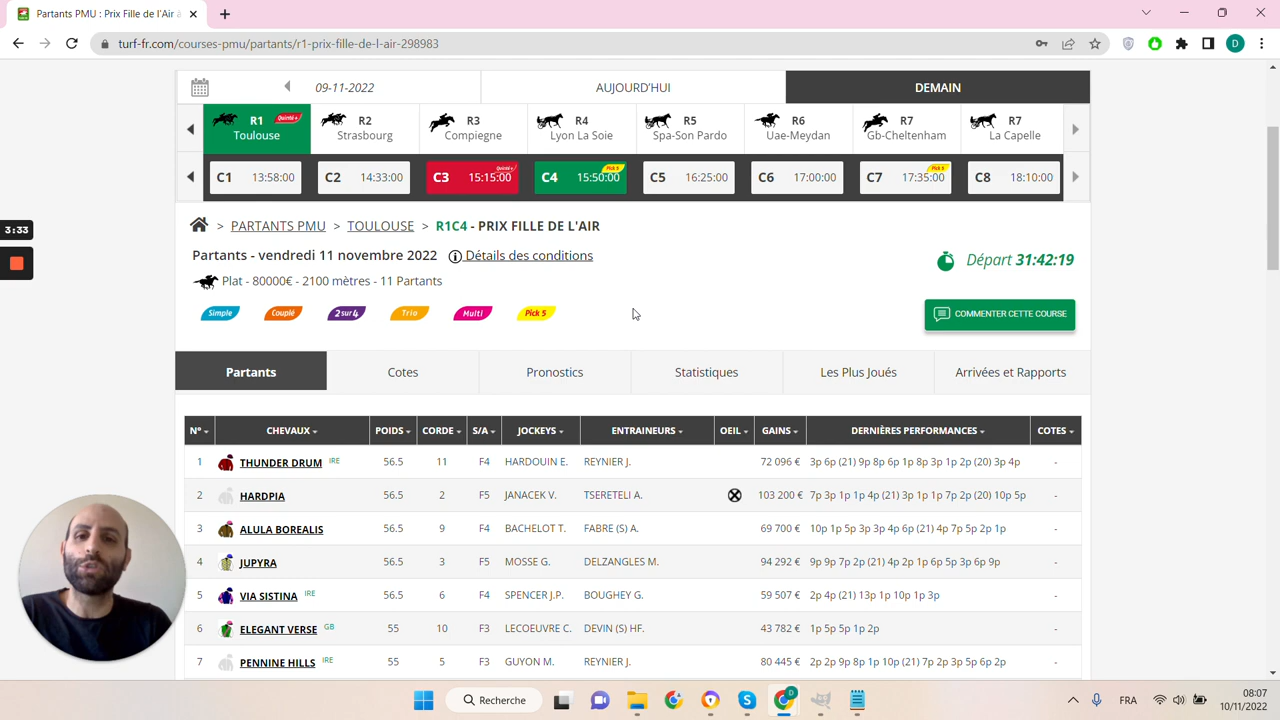 Partants PMU : Prix Fille de l'Air à
turf-fr.com/courses-pmu/partants/r1-prix-fille-de-l-air-298983
D
09-11-2022 AUJOURD'HUI DEMAIN
R1 Quinté+ R2 R3 R4 R5 R6 R7 R7
Toulouse Strasbourg Compiegne Lyon La Soie Spa-Son Pardo Uae-Meydan Gb-Cheltenham La Capelle
Quinté+ Pick 5 Pick 5
C1 13:58:00 C2 14:33:00 C3 15:15:00 C4 15:50:00 C5 16:25:00 C6 17:00:00 C7 17:35:00 C8 18:10:00
3:33
> PARTANTS PMU > TOULOUSE > R1C4 - PRIX FILLE DE L'AIR
Partants - vendredi 11 novembre 2022 Détails des conditions
Départ 31:42:19
Plat - 80000€ - 2100 mètres - 11 Partants
Simple Couplé 2sur4 Trio Multi Pick 5
COMMENTER CETTE COURSE
Partants Cotes Pronostics Statistiques Les Plus Joués Arrivées et Rapports
N° CHEVAUX POIDS CORDE S/A JOCKEYS ENTRAINEURS OEIL GAINS DERNIÈRES PERFORMANCES COTES
1 THUNDER DRUM IRE 56.5 11 F4 HARDOUIN E. REYNIER J. 72 096 € 3p 6p (21) 9p 8p 6p 1p 8p 3p 1p 2p (20) 3p 4p -
2 HARDPIA 56.5 2 F5 JANACEK V. TSERETELI A. 103 200 € 7p 3p 1p 1p 4p (21) 3p 1p 1p 7p 2p (20) 10p 5p -
3 ALULA BOREALIS 56.5 9 F4 BACHELOT T. FABRE (S) A. 69 700 € 10p 1p 5p 3p 3p 4p 6p (21) 4p 7p 5p 2p 1p -
4 JUPYRA 56.5 3 F5 MOSSE G. DELZANGLES M. 94 292 € 9p 9p 7p 2p (21) 4p 2p 1p 6p 5p 3p 6p 9p -
5 VIA SISTINA IRE 56.5 6 F4 SPENCER J.P. BOUGHEY G. 59 507 € 2p 4p (21) 13p 1p 10p 1p 3p -
6 ELEGANT VERSE GB 55 10 F3 LECOEUVRE C. DEVIN (S) HF. 43 782 € 1p 5p 5p 1p 2p -
7 PENNINE HILLS IRE 55 5 F3 GUYON M. REYNIER J. 80 445 € 2p 2p 9p 8p 1p 10p (21) 7p 2p 3p 5p 6p 2p -
Recherche D FRA 08:07
10/11/2022